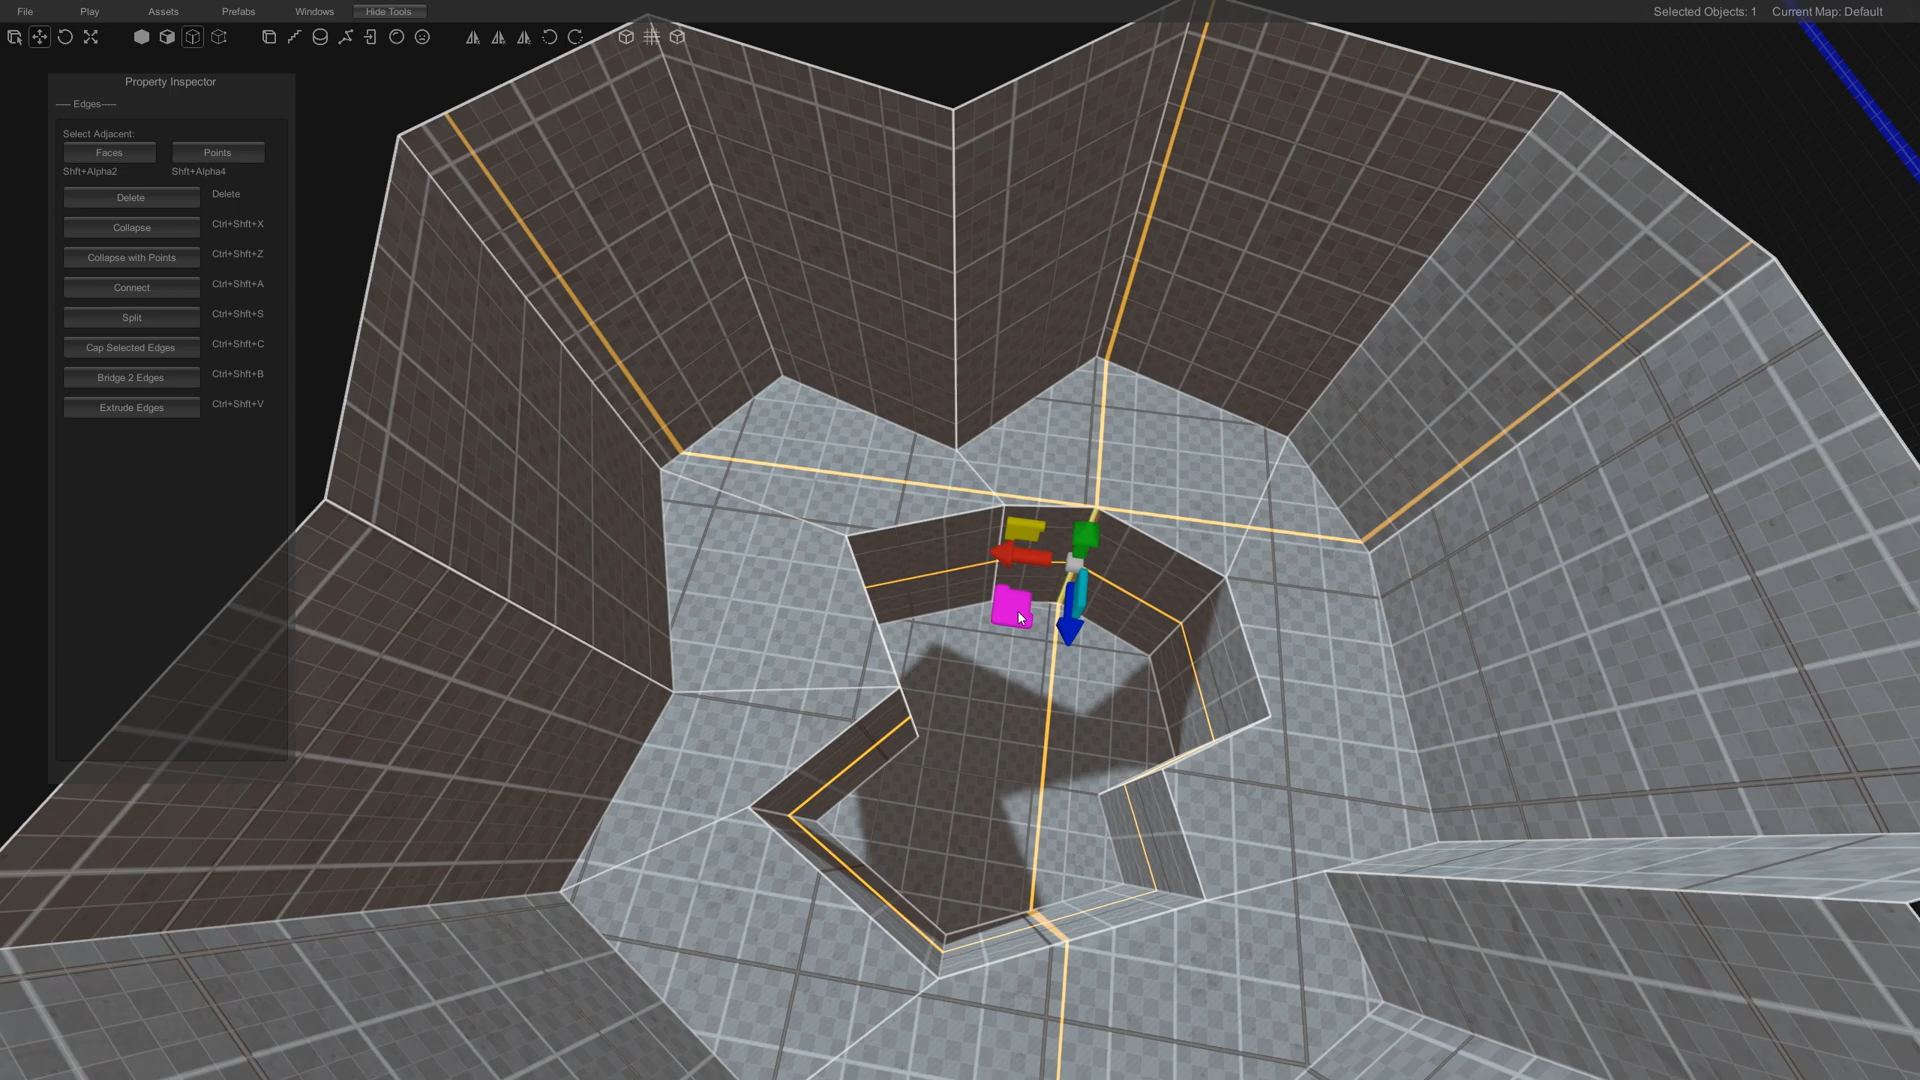 File Play Assets Prefabs Windows Hide Tools Selected Objects: 1 Current Map: Default
Property Inspector
----- Edges-----
Select Adjacent:
Faces Points
Shft+Alpha2 Shft+Alpha4
Delete Delete
Collapse Ctrl+Shft+X
Collapse with Points Ctrl+Shft+Z
Connect Ctrl+Shft+A
Split Ctrl+Shft+S
Cap Selected Edges Ctrl+Shft+C
Bridge 2 Edges Ctrl+Shft+B
Extrude Edges Ctrl+Shft+V